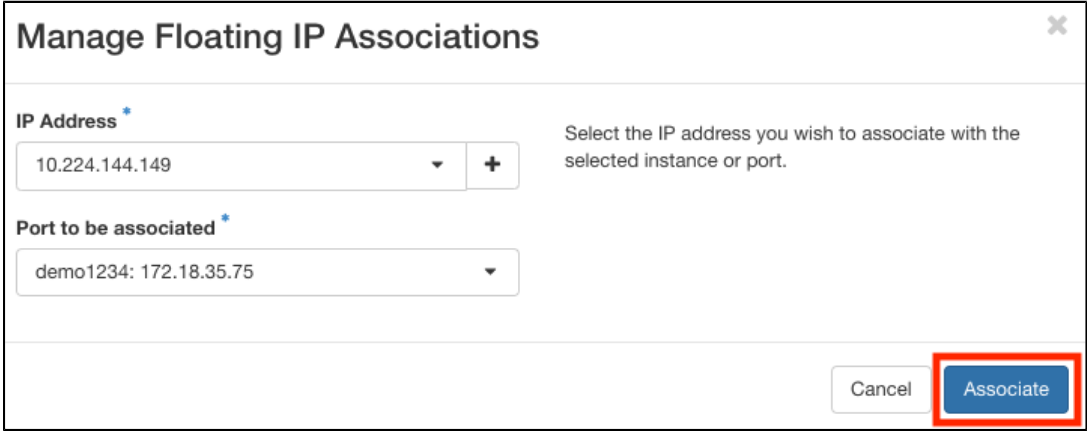 Manage Floating IP Associations
×
IP Address *
10.224.144.149
+
Select the IP address you wish to associate with the
selected instance or port.
Port to be associated *
demo1234: 172.18.35.75
Cancel
Associate